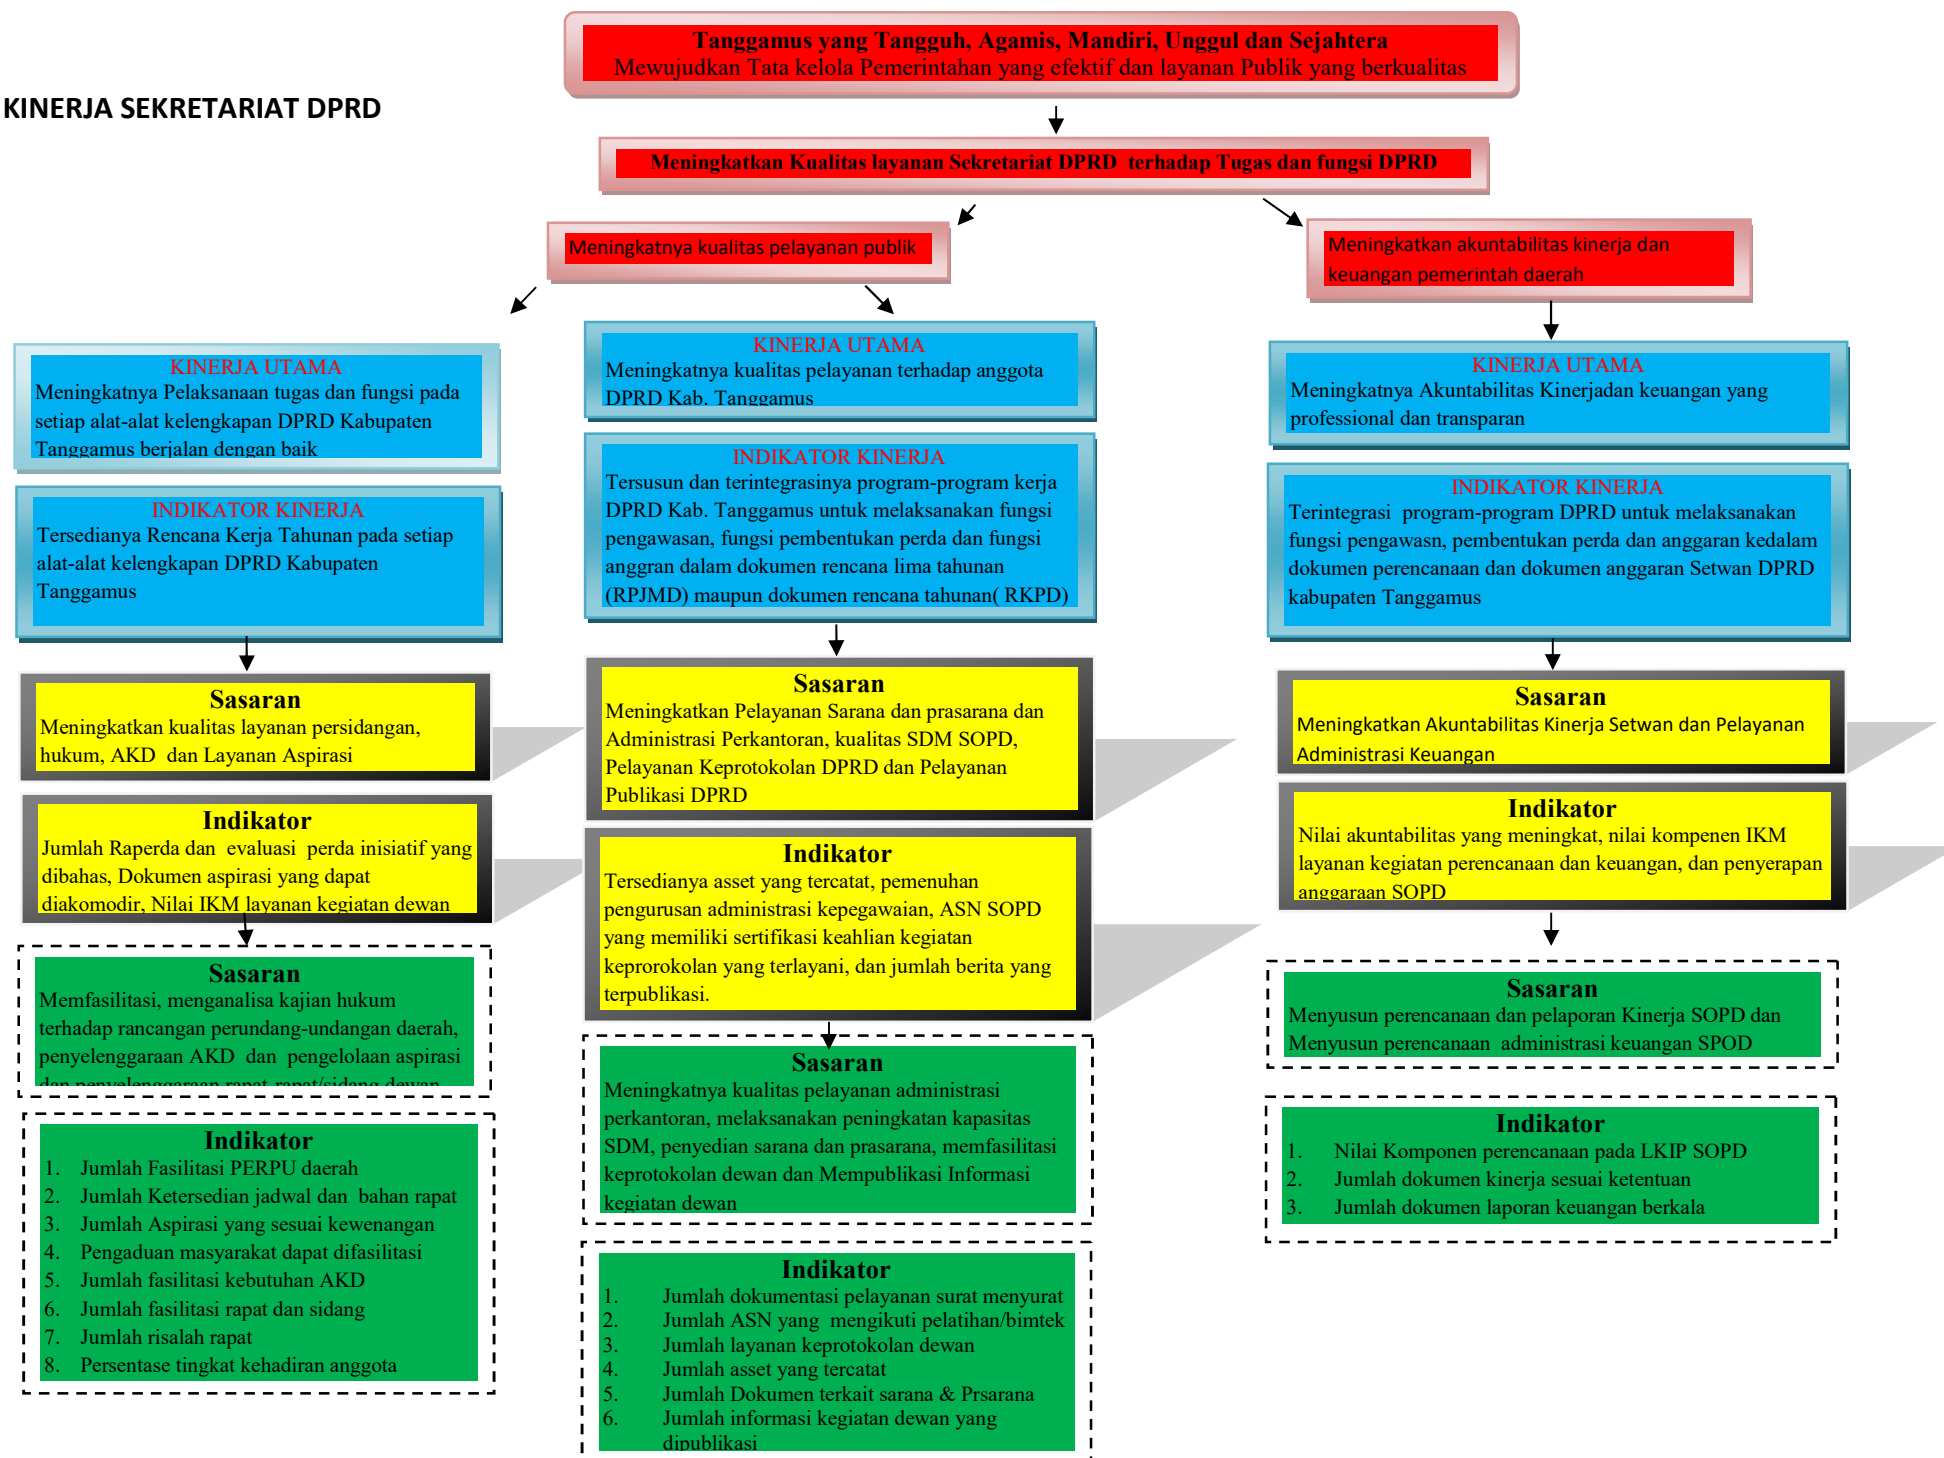 Tanggamus yang Tangguh, Agamis, Mandiri, Unggul dan Sejahtera
Mewujudkan Tata kelola Pemerintahan yang efektif dan layanan Publik yang berkualitas
KINERJA SEKRETARIAT DPRD
Meningkatkan Kualitas layanan Sekretariat DPRD terhadap Tugas dan fungsi DPRD
Meningkatnya kualitas pelayanan publik
Meningkatkan akuntabilitas kinerja dan
keuangan pemerintah daerah
KINERJA UTAMA
Meningkatnya Pelaksanaan tugas dan fungsi pada
setiap alat-alat kelengkapan DPRD Kabupaten
Tanggamus berjalan dengan baik
INDIKATOR KINERJA
Tersedianya Rencana Kerja Tahunan pada setiap
alat-alat kelengkapan DPRD Kabupaten
Tanggamus
Sasaran
Meningkatkan kualitas layanan persidangan,
hukum, AKD dan Layanan Aspirasi
Indikator
Jumlah Raperda dan evaluasi perda inisiatif yang
dibahas, Dokumen aspirasi yang dapat
diakomodir, Nilai IKM layanan kegiatan dewan
Sasaran
Memfasilitasi, menganalisa kajian hukum
terhadap rancangan perundang-undangan daerah,
penyelenggaraan AKD dan pengelolaan aspirasi
dan penyelenggaraan rapat-rapat/sidang dewan
Indikator
1. Jumlah Fasilitasi PERPU daerah
2. Jumlah Ketersedian jadwal dan bahan rapat
3. Jumlah Aspirasi yang sesuai kewenangan
4. Pengaduan masyarakat dapat difasilitasi
5. Jumlah fasilitasi kebutuhan AKD
6. Jumlah fasilitasi rapat dan sidang
7. Jumlah risalah rapat
8. Persentase tingkat kehadiran anggota
KINERJA UTAMA
Meningkatnya kualitas pelayanan terhadap anggota
DPRD Kab. Tanggamus
INDIKATOR KINERJA
Tersusun dan terintegrasinya program-program kerja
DPRD Kab. Tanggamus untuk melaksanakan fungsi
pengawasan, fungsi pembentukan perda dan fungsi
anggran dalam dokumen rencana lima tahunan
(RPJMD) maupun dokumen rencana tahunan( RKPD)
Sasaran
Meningkatkan Pelayanan Sarana dan prasarana dan
Administrasi Perkantoran, kualitas SDM SOPD,
Pelayanan Keprotokolan DPRD dan Pelayanan
Publikasi DPRD
Indikator
Tersedianya asset yang tercatat, pemenuhan
pengurusan administrasi kepegawaian, ASN SOPD
yang memiliki sertifikasi keahlian kegiatan
keprorokolan yang terlayani, dan jumlah berita yang
terpublikasi.
Sasaran
Meningkatnya kualitas pelayanan administrasi
perkantoran, melaksanakan peningkatan kapasitas
SDM, penyedian sarana dan prasarana, memfasilitasi
keprotokolan dewan dan Mempublikasi Informasi
kegiatan dewan
Indikator
1. Jumlah dokumentasi pelayanan surat menyurat
2. Jumlah ASN yang mengikuti pelatihan/bimtek
3. Jumlah layanan keprotokolan dewan
4. Jumlah asset yang tercatat
5. Jumlah Dokumen terkait sarana & Prsarana
6. Jumlah informasi kegiatan dewan yang
dipublikasi
KINERJA UTAMA
Meningkatnya Akuntabilitas Kinerjadan keuangan yang
professional dan transparan
INDIKATOR KINERJA
Terintegrasi program-program DPRD untuk melaksanakan
fungsi pengawasn, pembentukan perda dan anggaran kedalam
dokumen perencanaan dan dokumen anggaran Setwan DPRD
kabupaten Tanggamus
Sasaran
Meningkatkan Akuntabilitas Kinerja Setwan dan Pelayanan
Administrasi Keuangan
Indikator
Nilai akuntabilitas yang meningkat, nilai kompenen IKM
layanan kegiatan perencanaan dan keuangan, dan penyerapan
anggaraan SOPD
Sasaran
Menyusun perencanaan dan pelaporan Kinerja SOPD dan
Menyusun perencanaan administrasi keuangan SPOD
Indikator
1. Nilai Komponen perencanaan pada LKIP SOPD
2. Jumlah dokumen kinerja sesuai ketentuan
3. Jumlah dokumen laporan keuangan berkala